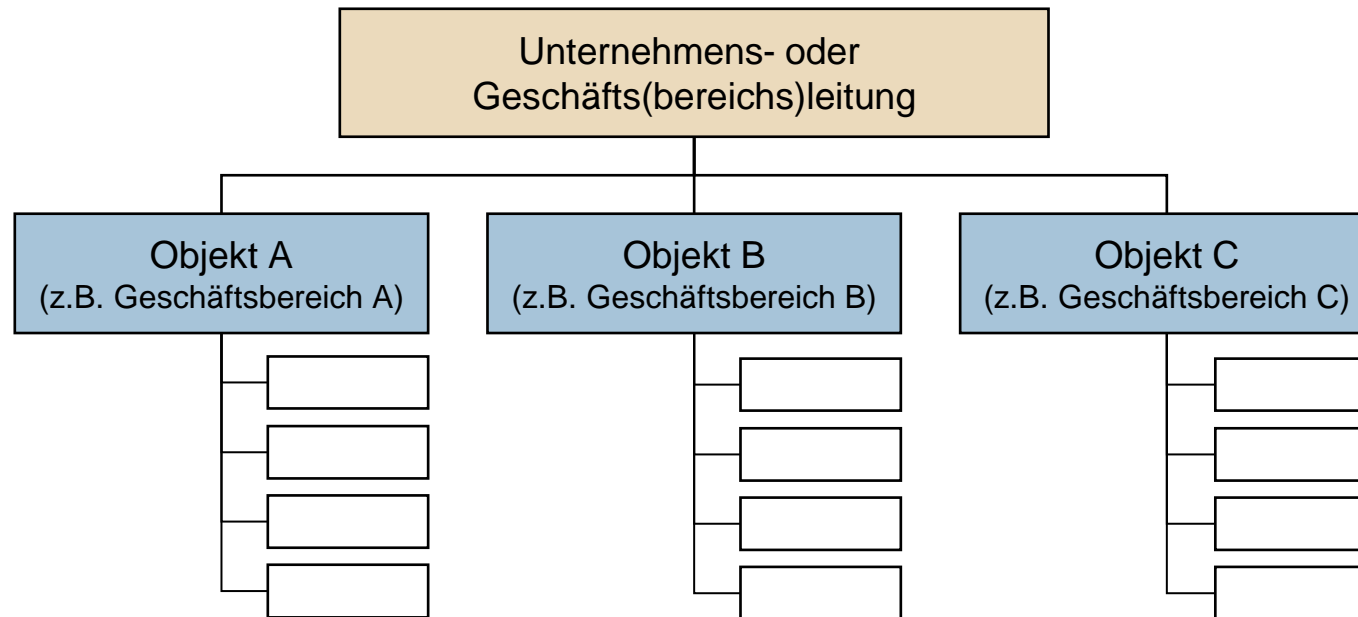 Unternehmens- oder
Geschäfts(bereichs)leitung
Objekt A
(z.B. Geschäftsbereich A)
Objekt B
(z.B. Geschäftsbereich B)
Objekt C
(z.B. Geschäftsbereich C)